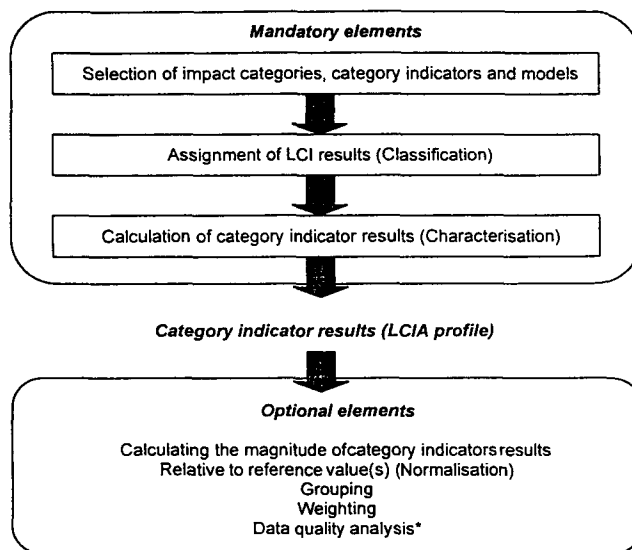 Mandatory elements
Selection of impact categories, category indicators and models
Assignment of LCI results (Classification)
Calculation of category indicator results (Characterisation)
Category indicator results (LCIA profile)
Optional elements
Calculating the magnitude ofcategory indicators results
Relative to reference value(s) (Normalisation)
Grouping
Weighting
Data quality analysis*